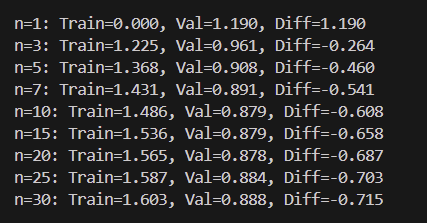 n=1: Train=0.000, Val=1.190, Diff=1.190
n=3: Train=1.225, Val=0.961, Diff=-0.264
n=5: Train=1.368, Val=0.908, Diff=-0.460
n=7: Train=1.431, Val=0.891, Diff=-0.541
n=10: Train=1.486, Val=0.879, Diff=-0.608
n=15: Train=1.536, Val=0.879, Diff=-0.658
n=20: Train=1.565, Val=0.878, Diff=-0.687
n=25: Train=1.587, Val=0.884, Diff=-0.703
n=30: Train=1.603, Val=0.888, Diff=-0.715